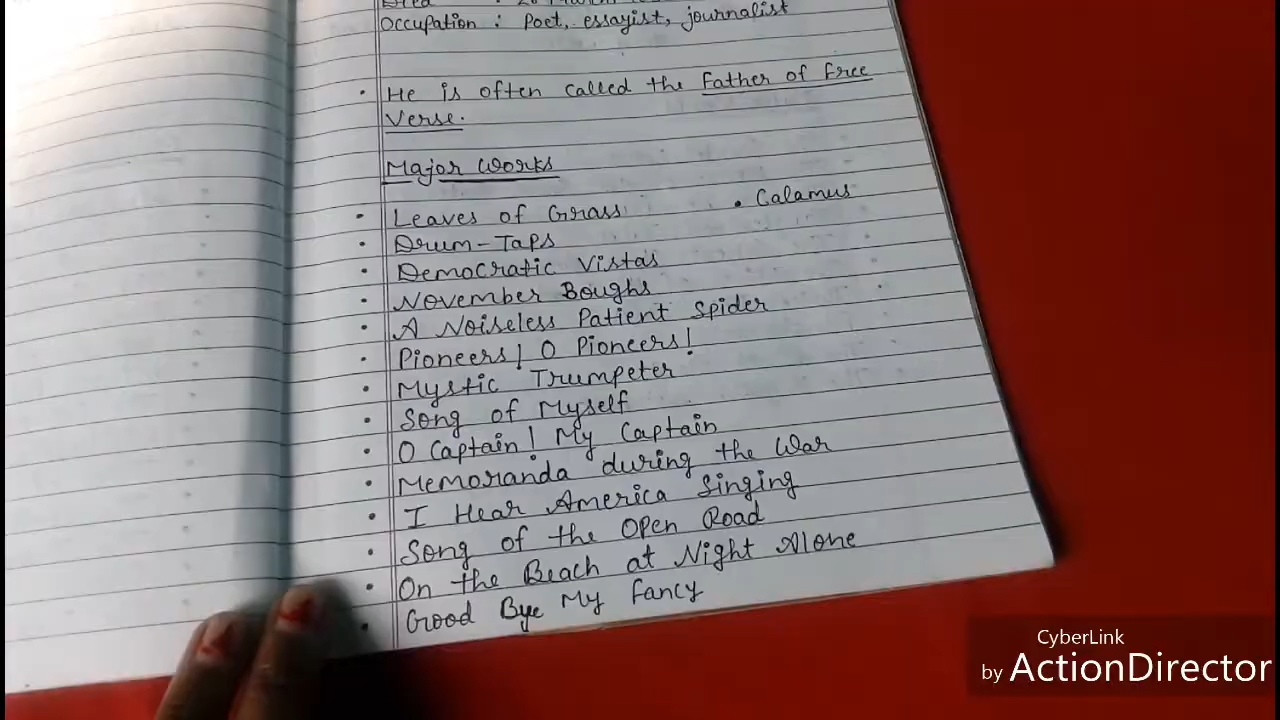 Occupation : Poet, essayist, journalist
• He is often called the Father of Free
Verse.
Major Works
• Leaves of Grass • Calamus
• Drum-Taps
• Democratic Vistas
• November Boughs
• A Noiseless Patient Spider
• Pioneers! O Pioneers!
• Mystic Trumpeter
• Song of Myself
• O Captain! My Captain
• Memoranda during the War
• I Hear America Singing
• Song of the Open Road
• On the Beach at Night Alone
• Good Bye My Fancy
CyberLink
by ActionDirector